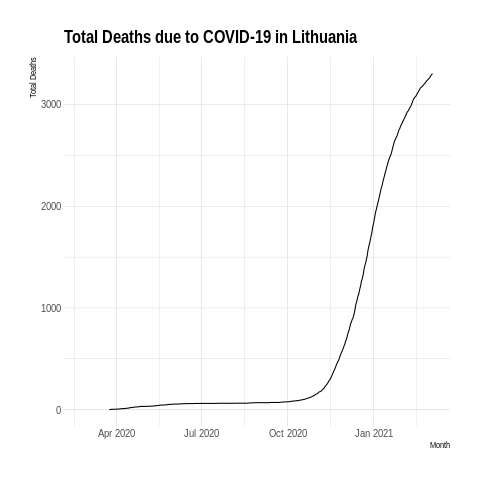 Total Deaths due to COVID-19 in Lithuania
Total Deaths
3000
2000
1000
0
Apr 2020
Jul 2020
Oct 2020
Jan 2021
Month